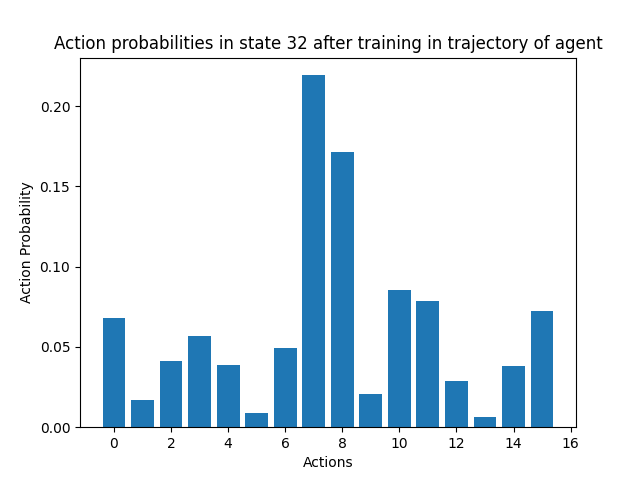 Action probabilities in state 32 after training in trajectory of agent
Action Probability
0.20
0.15
0.10
0.05
0.00
0 2 4 6 8 10 12 14 16
Actions